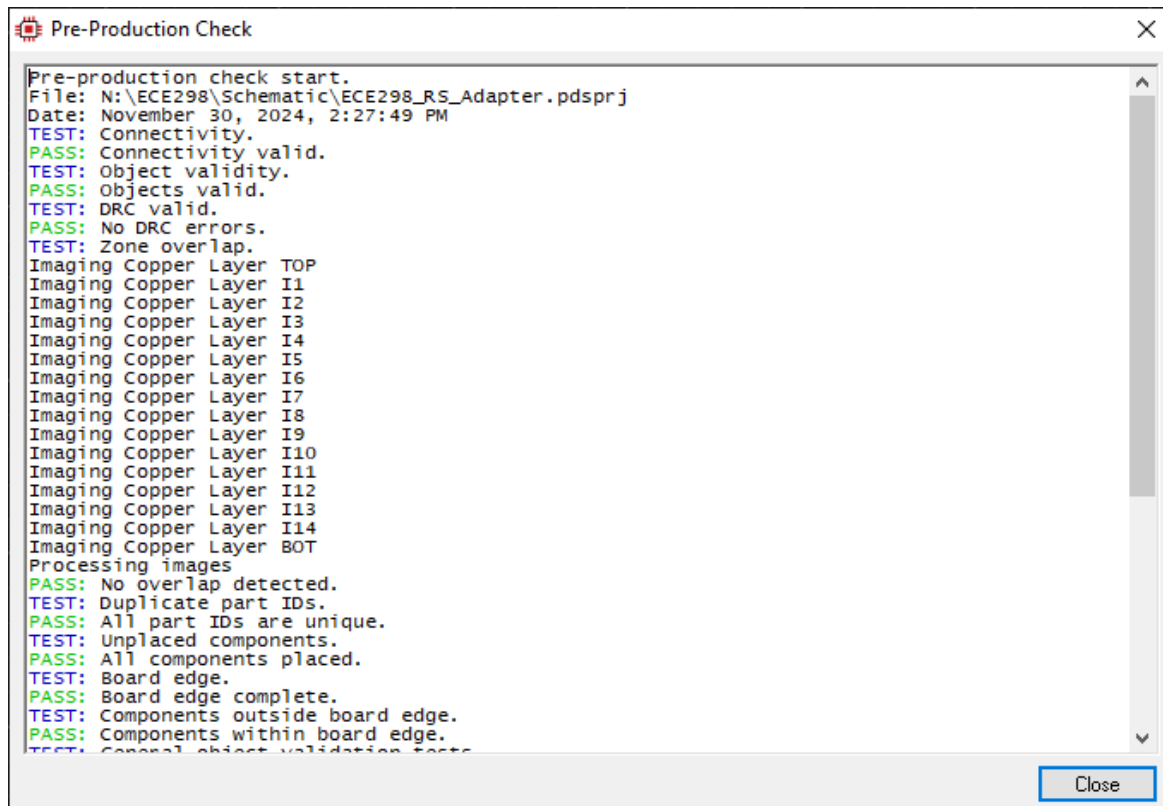 Pre-Production Check
Pre-production check start.
File: N:\ECE298\Schematic\ECE298_RS_Adapter.pdsprj
Date: November 30, 2024, 2:27:49 PM
TEST: Connectivity.
PASS: Connectivity valid.
TEST: Object validity.
PASS: Objects valid.
TEST: DRC valid.
PASS: No DRC errors.
TEST: Zone overlap.
Imaging Copper Layer TOP
Imaging Copper Layer I1
Imaging Copper Layer I2
Imaging Copper Layer I3
Imaging Copper Layer I4
Imaging Copper Layer I5
Imaging Copper Layer I6
Imaging Copper Layer I7
Imaging Copper Layer I8
Imaging Copper Layer I9
Imaging Copper Layer I10
Imaging Copper Layer I11
Imaging Copper Layer I12
Imaging Copper Layer I13
Imaging Copper Layer I14
Imaging Copper Layer BOT
Processing images
PASS: No overlap detected.
TEST: Duplicate part IDs.
PASS: All part IDs are unique.
TEST: Unplaced components.
PASS: All components placed.
TEST: Board edge.
PASS: Board edge complete.
TEST: Components outside board edge.
PASS: Components within board edge.
TEST: General object validation tests
Close